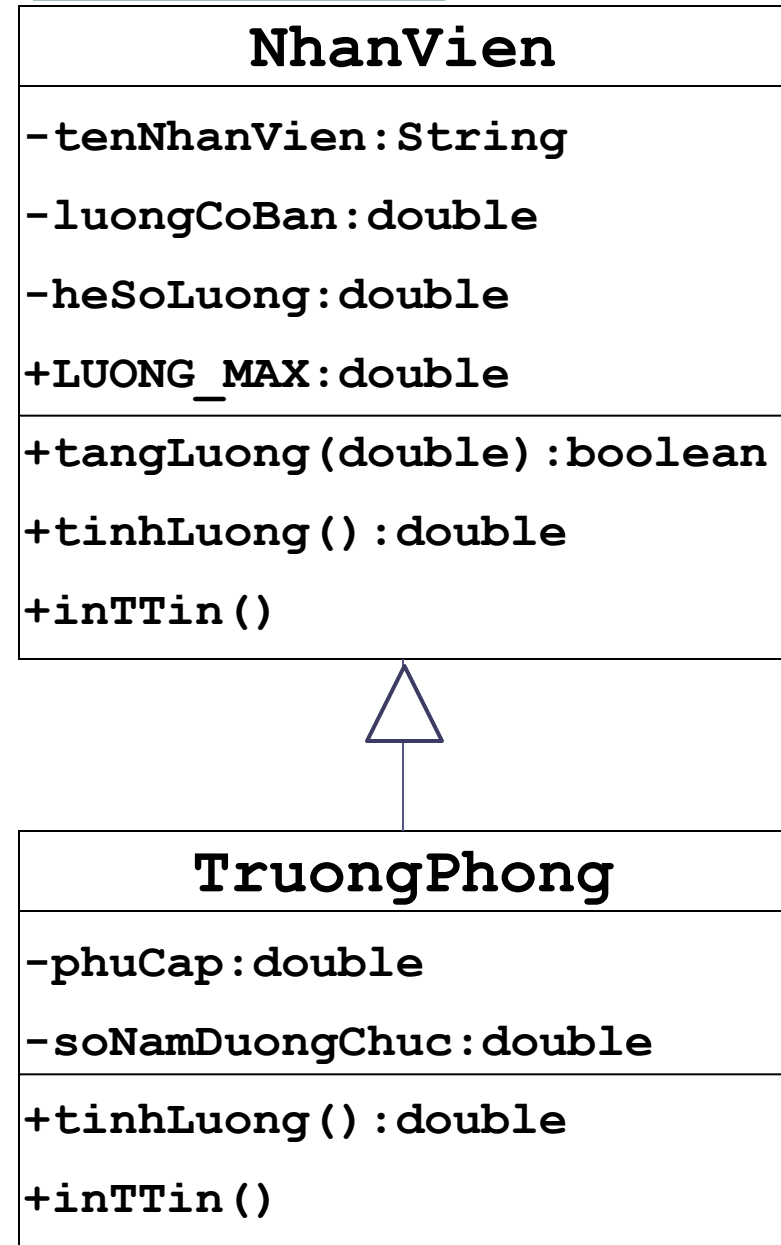 NhanVien
-tenNhanVien:String
-luongCoBan:double
-heSoLuong:double
+LUONG_MAX:double
+tangLuong(double):boolean
+tinhLuong():double
+inTTin()
TruongPhong
-phuCap:double
-soNamDuongChuc:double
+tinhLuong():double
+inTTin()